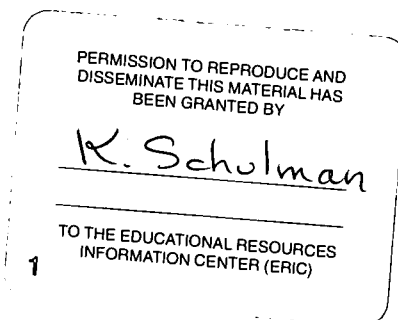 PERMISSION TO REPRODUCE AND
DISSEMINATE THIS MATERIAL HAS
BEEN GRANTED BY
K. Schulman
TO THE EDUCATIONAL RESOURCES
INFORMATION CENTER (ERIC)
1